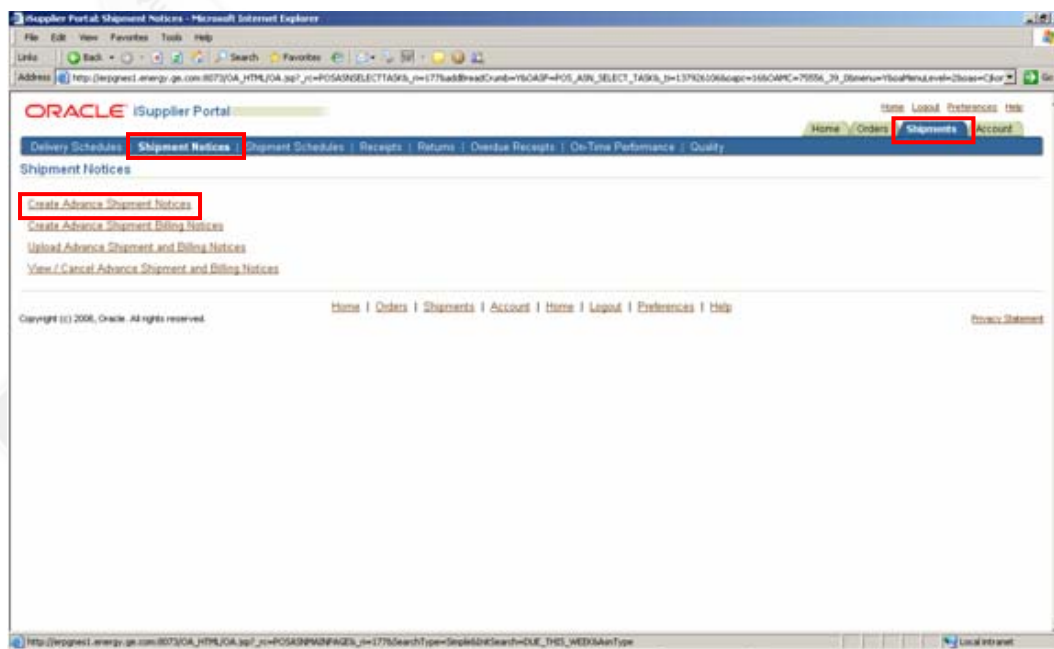 iSupplier Portal: Shipment Notices - Microsoft Internet Explorer
File Edit View Favorites Tools Help
Links Back Search Favorites
Address Go
ORACLE iSupplier Portal
Home Logout Preferences Help
Home Orders Shipments Account
Delivery Schedules | Shipment Notices | Shipment Schedules | Receipts | Returns | Overdue Receipts | On-Time Performance | Quality
Shipment Notices
Create Advance Shipment Notices
Create Advance Shipment Billing Notices
Upload Advance Shipment and Billing Notices
View / Cancel Advance Shipment and Billing Notices
Home | Orders | Shipments | Account | Home | Logout | Preferences | Help
Copyright (c) 2006, Oracle. All rights reserved.
Privacy Statement
Local intranet